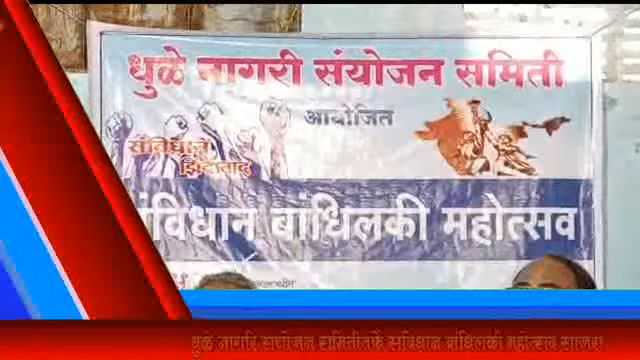 धुळे नागरी संयोजन समिती
आयोजित
संविधान
झिंदाबाद
संविधान बांधिलकी महोत्सव
धुळे नागरि संयोजन समितीतर्फे संविधान बांधिलकी महोत्सव साजरा